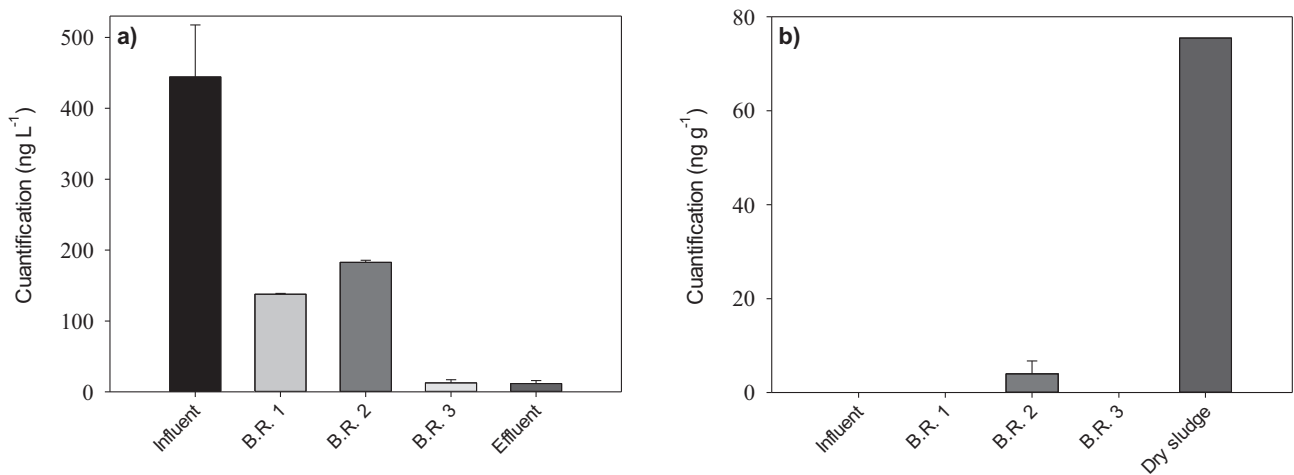 a)
Cuantification (ng L-1)
500
400
300
200
100
0
Influent
B.R. 1
B.R. 2
B.R. 3
Effluent
b)
Cuantification (ng g-1)
80
60
40
20
0
Influent
B.R. 1
B.R. 2
B.R. 3
Dry sludge